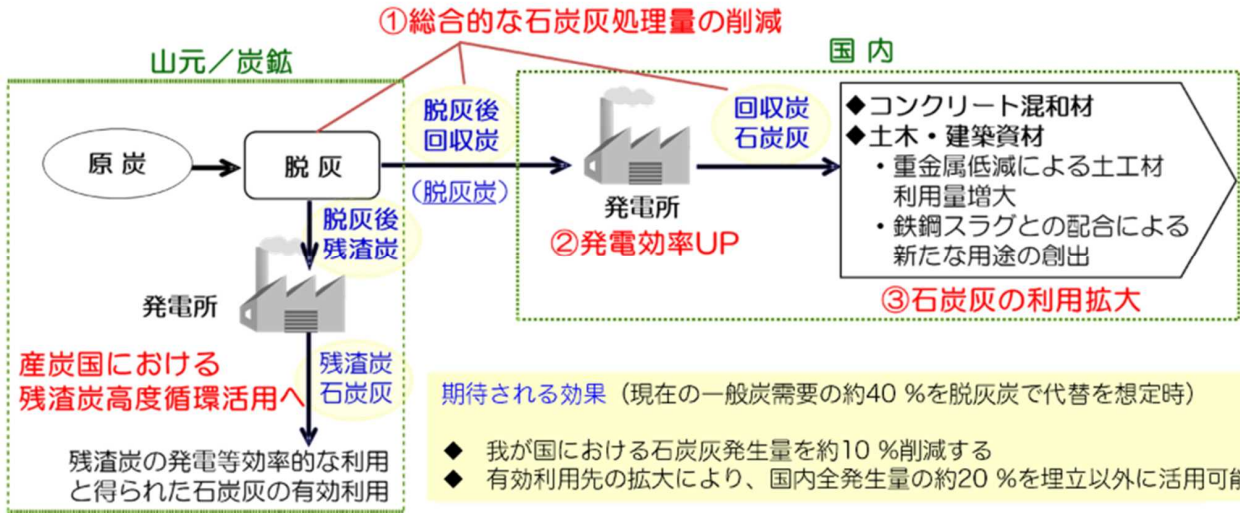 ①総合的な石炭灰処理量の削減
山元／炭鉱
国内
原炭
脱灰
脱灰後
回収炭
（脱灰炭）
発電所
②発電効率UP
回収炭
石炭灰
◆コンクリート混和材
◆土木・建築資材
・重金属低減による土工材
利用量増大
・鉄鋼スラグとの配合による
新たな用途の創出
③石炭灰の利用拡大
脱灰後
残渣炭
発電所
産炭国における
残渣炭高度循環活用へ
残渣炭
石炭灰
残渣炭の発電等効率的な利用
と得られた石炭灰の有効利用
期待される効果（現在の一般炭需要の約40 %を脱灰炭で代替を想定時）
◆ 我が国における石炭灰発生量を約10 %削減する
◆ 有効利用先の拡大により、国内全発生量の約20 %を埋立以外に活用可能